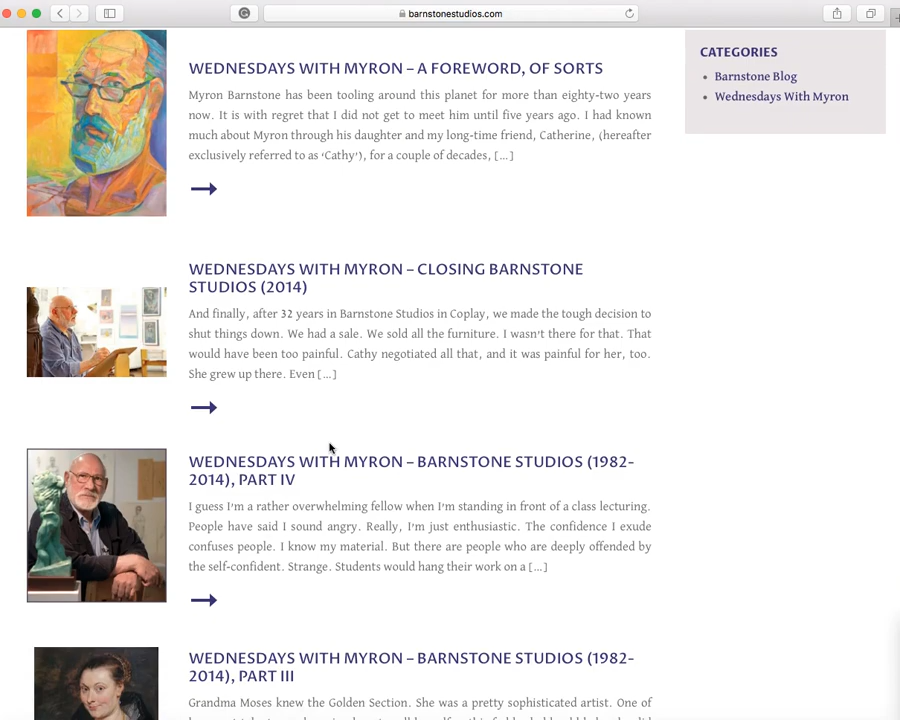 barnstonestudios.com
WEDNESDAYS WITH MYRON – A FOREWORD, OF SORTS
Myron Barnstone has been tooling around this planet for more than eighty-two years
now. It is with regret that I did not get to meet him until five years ago. I had known
much about Myron through his daughter and my long-time friend, Catherine, (hereafter
exclusively referred to as ‘Cathy’), for a couple of decades, […]
CATEGORIES
Barnstone Blog
Wednesdays With Myron
WEDNESDAYS WITH MYRON – CLOSING BARNSTONE
STUDIOS (2014)
And finally, after 32 years in Barnstone Studios in Coplay, we made the tough decision to
shut things down. We had a sale. We sold all the furniture. I wasn't there for that. That
would have been too painful. Cathy negotiated all that, and it was painful for her, too.
She grew up there. Even […]
WEDNESDAYS WITH MYRON – BARNSTONE STUDIOS (1982-
2014), PART IV
I guess I'm a rather overwhelming fellow when I'm standing in front of a class lecturing.
People have said I sound angry. Really, I'm just enthusiastic. The confidence I exude
confuses people. I know my material. But there are people who are deeply offended by
the self-confident. Strange. Students would hang their work on a […]
WEDNESDAYS WITH MYRON – BARNSTONE STUDIOS (1982-
2014), PART III
Grandma Moses knew the Golden Section. She was a pretty sophisticated artist. One of